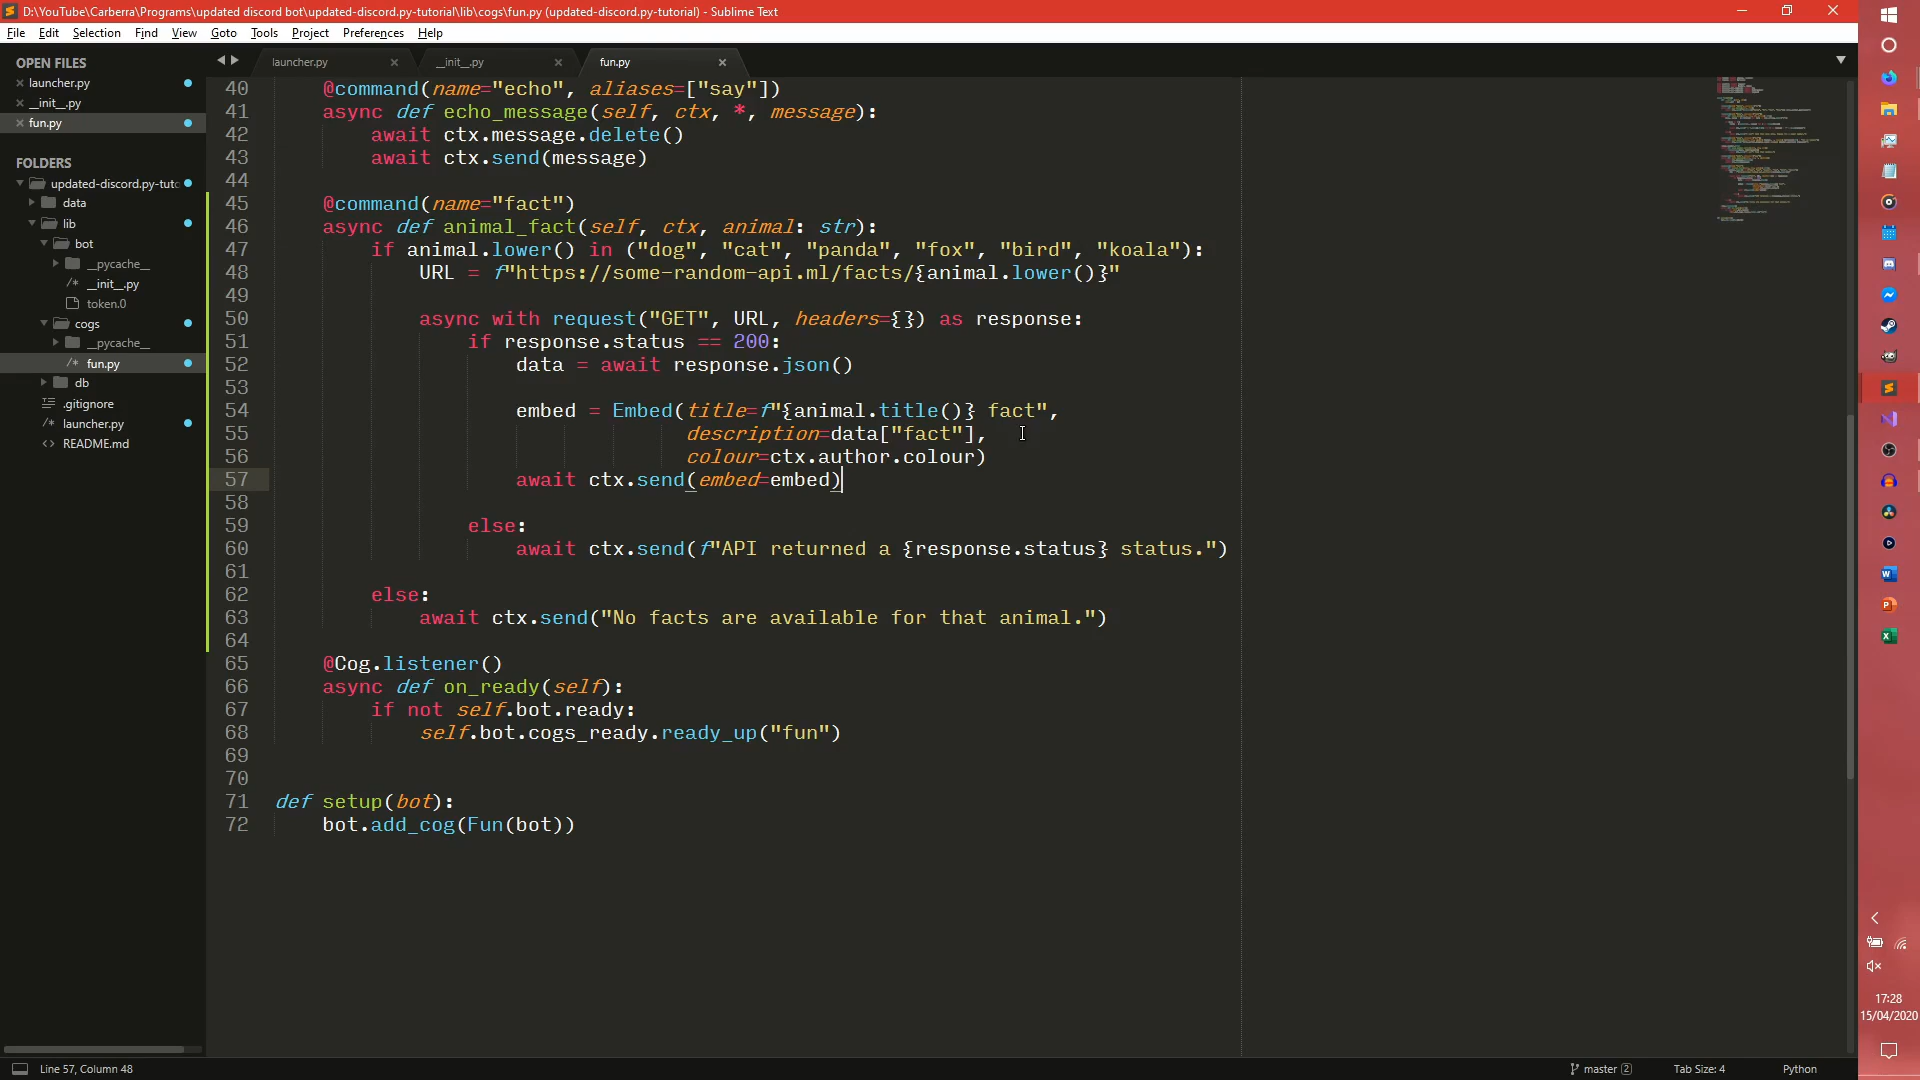 D:\YouTube\Carberra\Programs\updated discord bot\updated-discord.py-tutorial\lib\cogs\fun.py (updated-discord.py-tutorial) - Sublime Text
File Edit Selection Find View Goto Tools Project Preferences Help
OPEN FILES
launcher.py
__init__.py
fun.py
FOLDERS
updated-discord.py-tutc
data
lib
bot
__pycache__
__init__.py
token.0
cogs
__pycache__
/* fun.py
db
.gitignore
/* launcher.py
README.md
launcher.py __init__.py fun.py
40 @command(name="echo", aliases=["say"])
41 async def echo_message(self, ctx, *, message):
42 await ctx.message.delete()
43 await ctx.send(message)
44
45 @command(name="fact")
46 async def animal_fact(self, ctx, animal: str):
47 if animal.lower() in ("dog", "cat", "panda", "fox", "bird", "koala"):
48 URL = f"https://some-random-api.ml/facts/{animal.lower()}"
49
50 async with request("GET", URL, headers={}) as response:
51 if response.status == 200:
52 data = await response.json()
53
54 embed = Embed(title=f"{animal.title()} fact",
55 description=data["fact"],
56 colour=ctx.author.colour)
57 await ctx.send(embed=embed)
58
59 else:
60 await ctx.send(f"API returned a {response.status} status.")
61
62 else:
63 await ctx.send("No facts are available for that animal.")
64
65 @Cog.listener()
66 async def on_ready(self):
67 if not self.bot.ready:
68 self.bot.cogs_ready.ready_up("fun")
69
70
71 def setup(bot):
72 bot.add_cog(Fun(bot))
17:28
15/04/2020
Line 57, Column 48
master 2
Tab Size: 4
Python